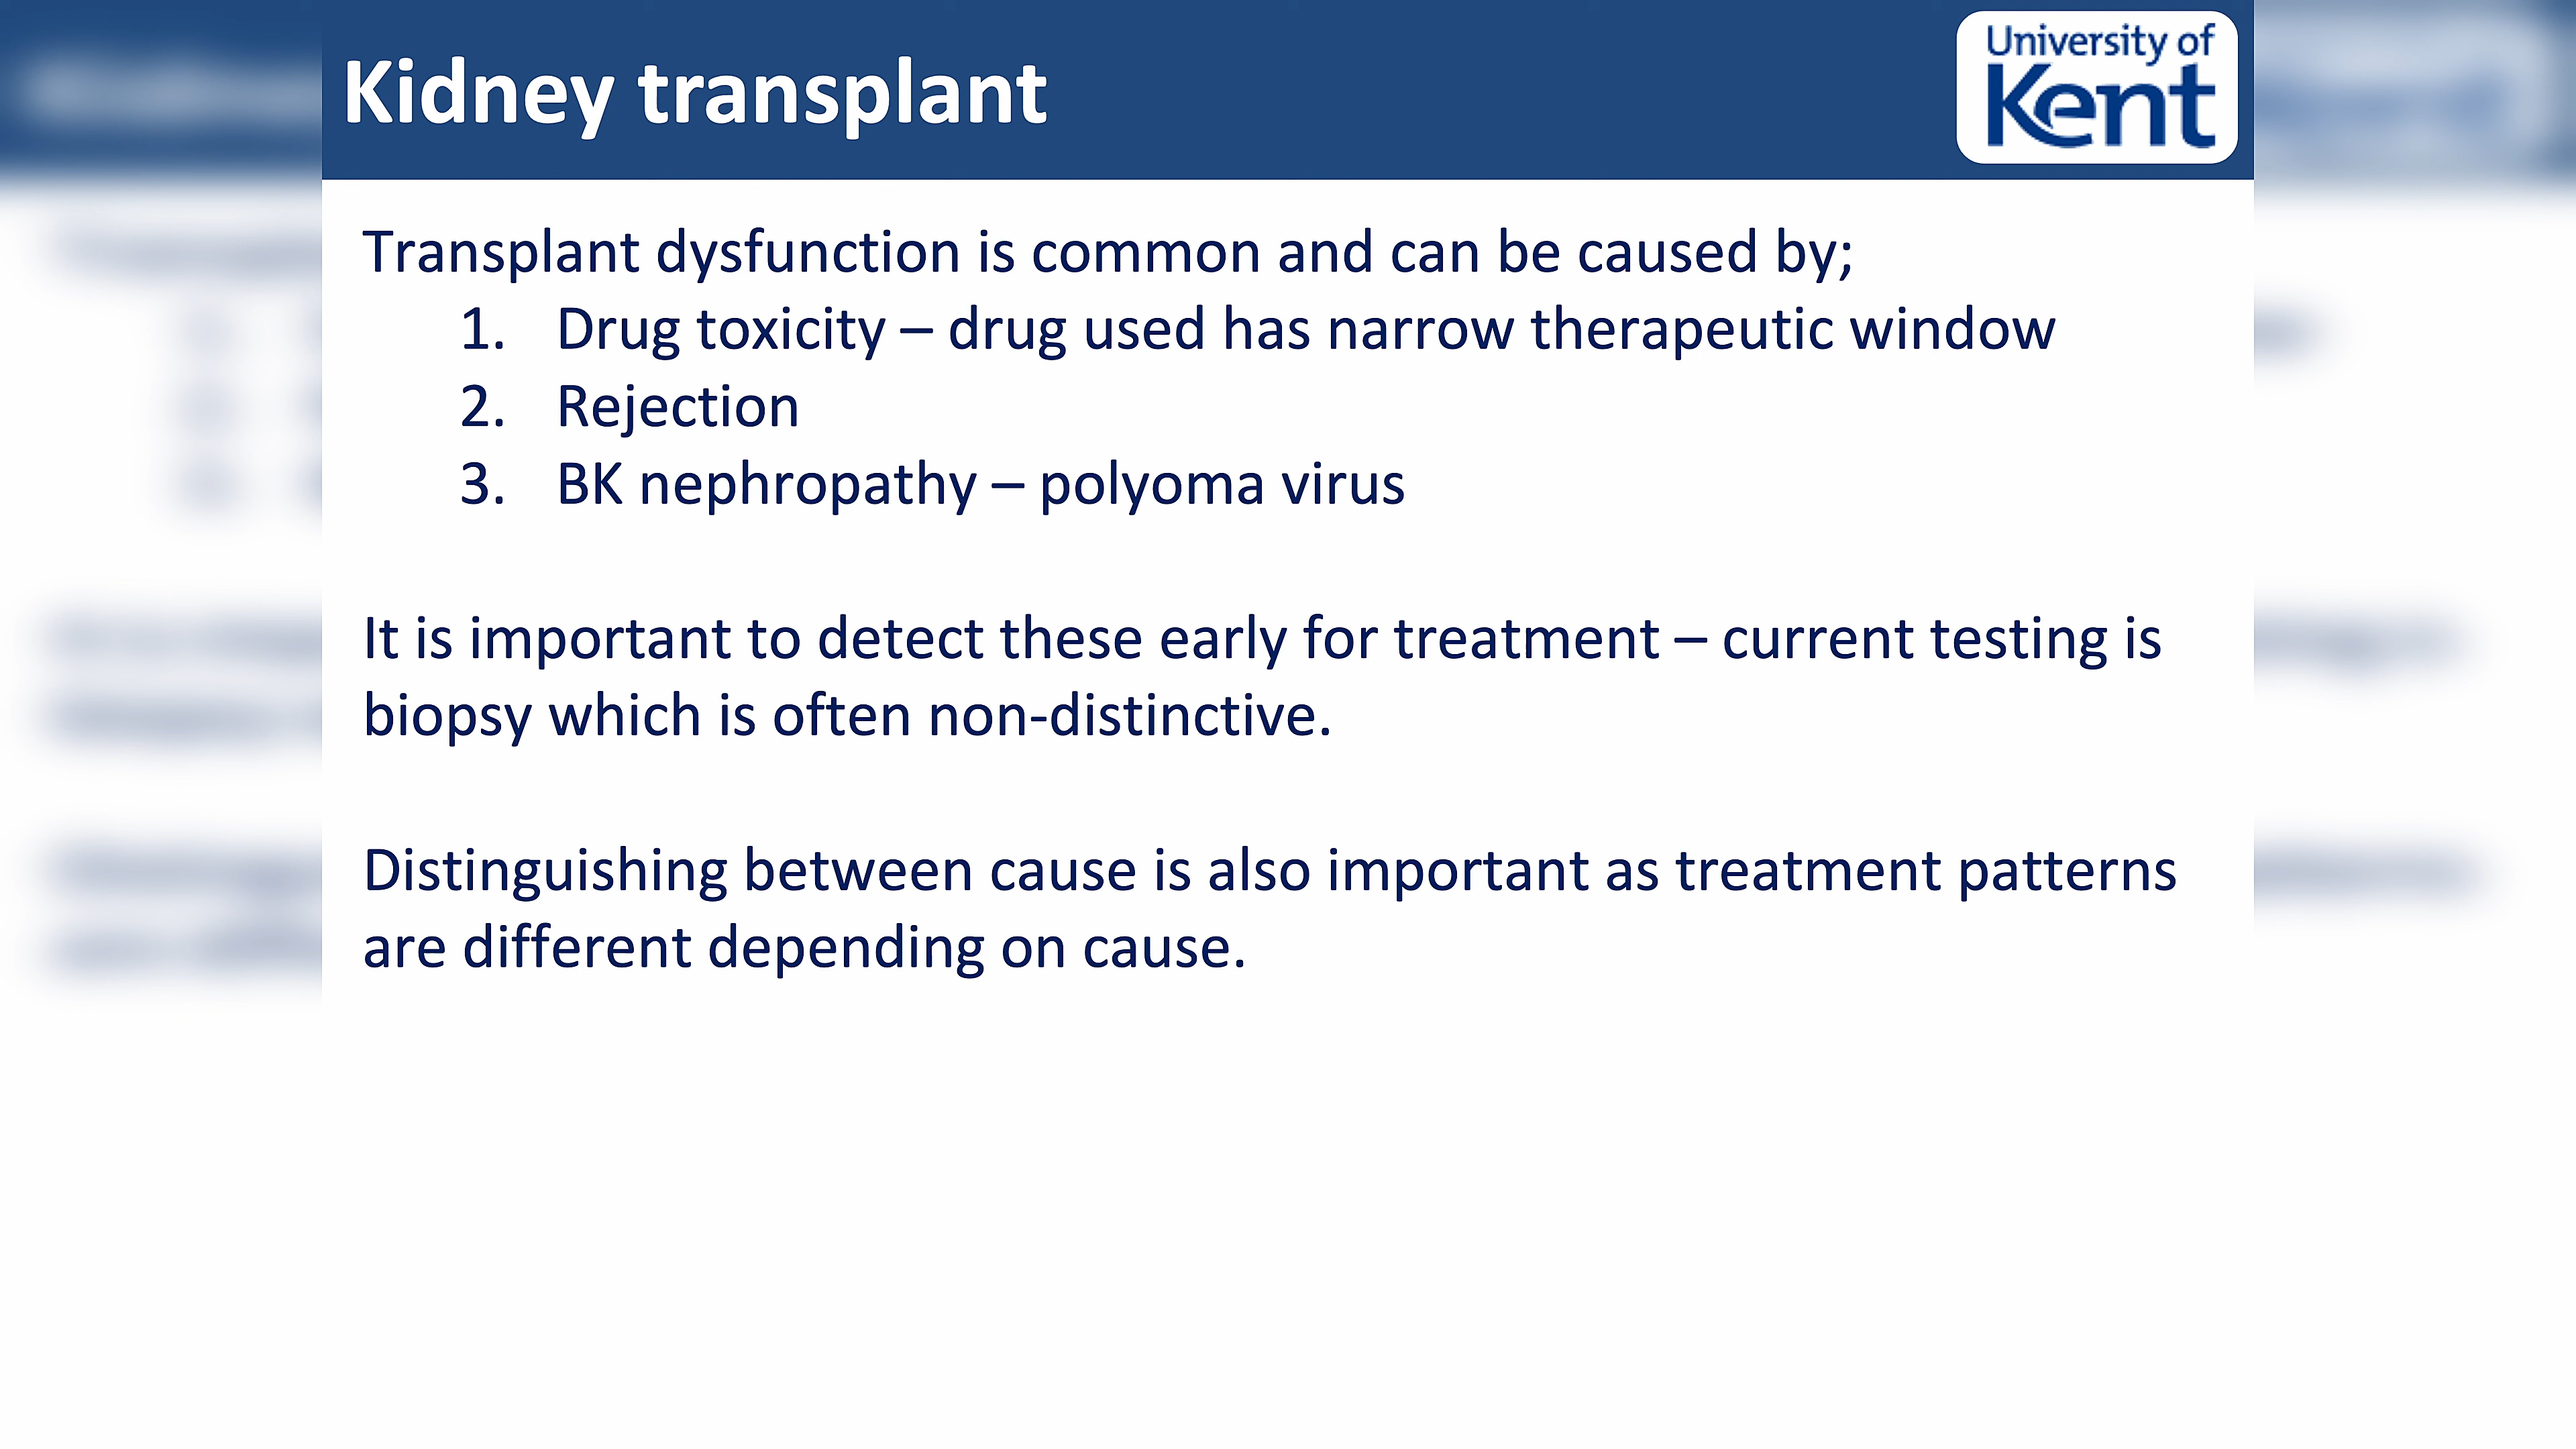 Kidney transplant
University of
Kent
Transplant dysfunction is common and can be caused by;
1. Drug toxicity – drug used has narrow therapeutic window
2. Rejection
3. BK nephropathy – polyoma virus
It is important to detect these early for treatment – current testing is
biopsy which is often non-distinctive.
Distinguishing between cause is also important as treatment patterns
are different depending on cause.